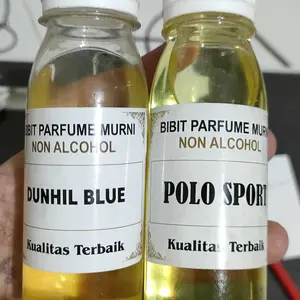 BIBIT PARFUME MURNI
NON ALCOHOL
DUNHIL BLUE
Kualitas Terbaik
BIBIT PARFUME MURNI
NON ALCOHOL
POLO SPORT
Kualitas Terbaik